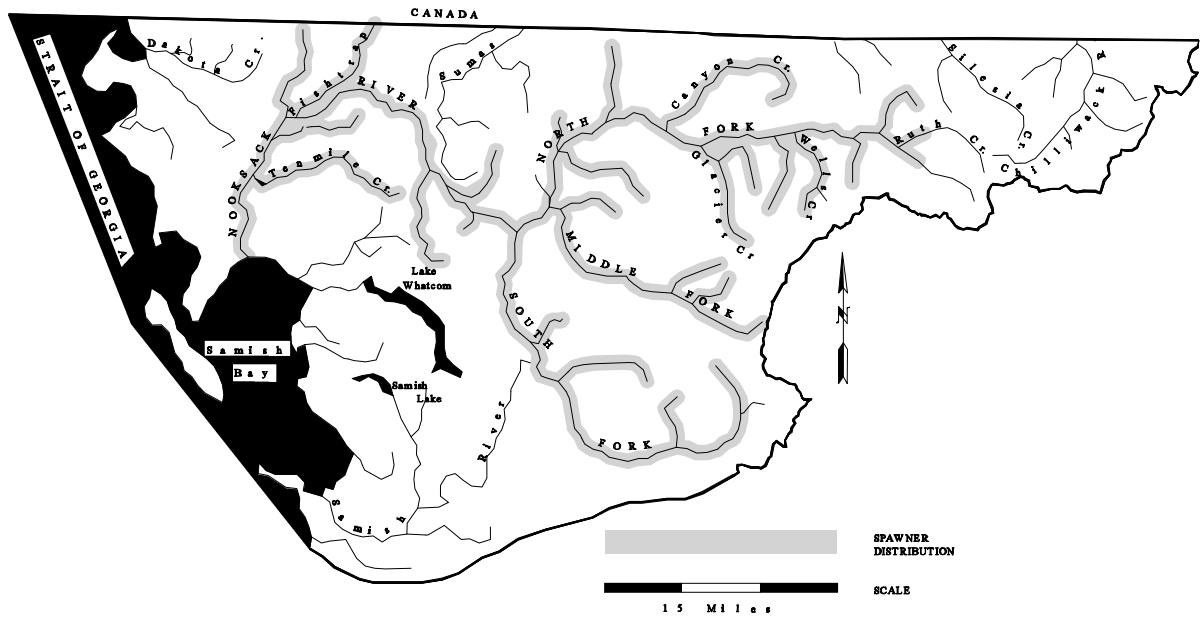 CANADA
STRAIT OF GEORGIA
Dakota Cr.
Fishtrap
RIVER
Sumas
NOOKSACK
Tenmile Cr.
NORTH
FORK
Canyon Cr.
Glacier Cr
Wells Cr
Ruth Cr.
Silesia Cr.
Chilliwack R
MIDDLE
FORK
SOUTH
FORK
Lake
Whatcom
Samish
Bay
Samish
Lake
Samish
River
N
SPAWNER
DISTRIBUTION
SCALE
15 Miles